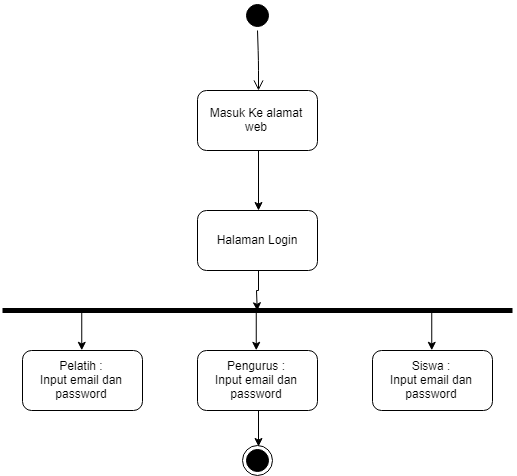 Masuk Ke alamat
web
Halaman Login
Pelatih :
Input email dan
password
Pengurus :
Input email dan
password
Siswa :
Input email dan
password